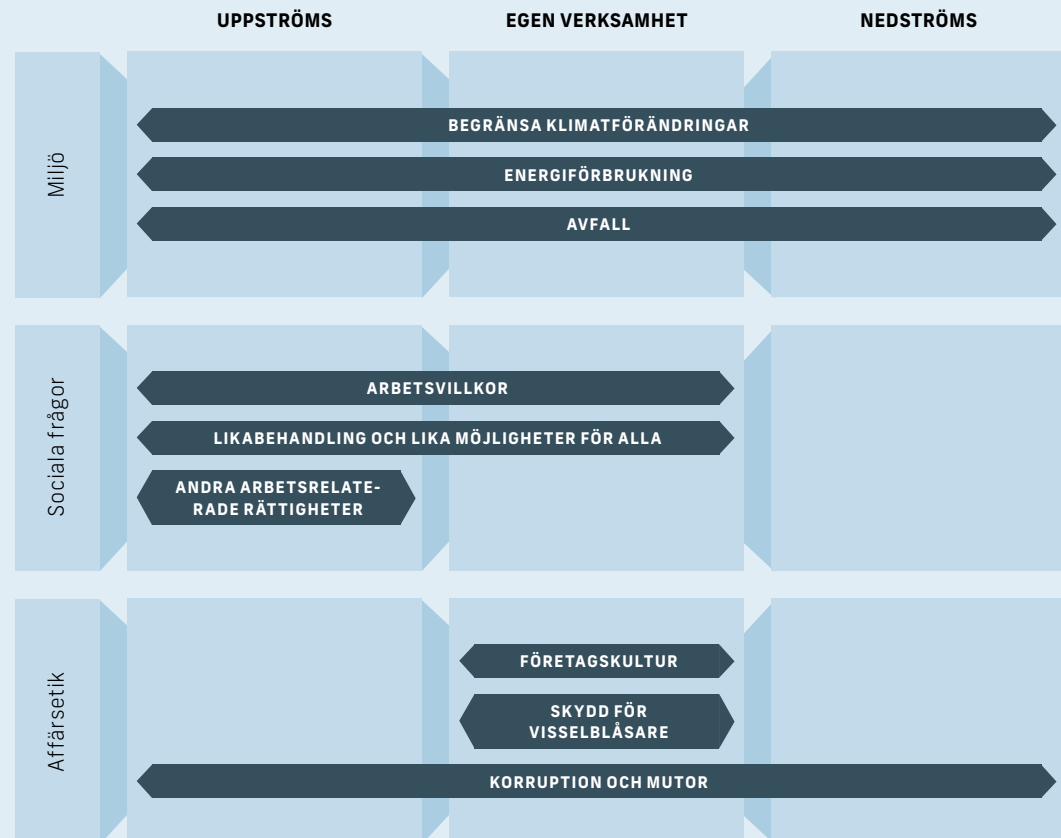 UPPSTRÖMS
EGEN VERKSAMHET
NEDSTRÖMS
Miljö
BEGRÄNSA KLIMATFÖRÄNDRINGAR
ENERGIFÖRBRUKNING
AVFALL
Sociala frågor
ARBETSVILLKOR
LIKABEHANDLING OCH LIKA MÖJLIGHETER FÖR ALLA
ANDRA ARBETSRELATE-
RADE RÄTTIGHETER
Affärsetik
FÖRETAGSKULTUR
SKYDD FÖR
VISSELBLÅSARE
KORRUPTION OCH MUTOR